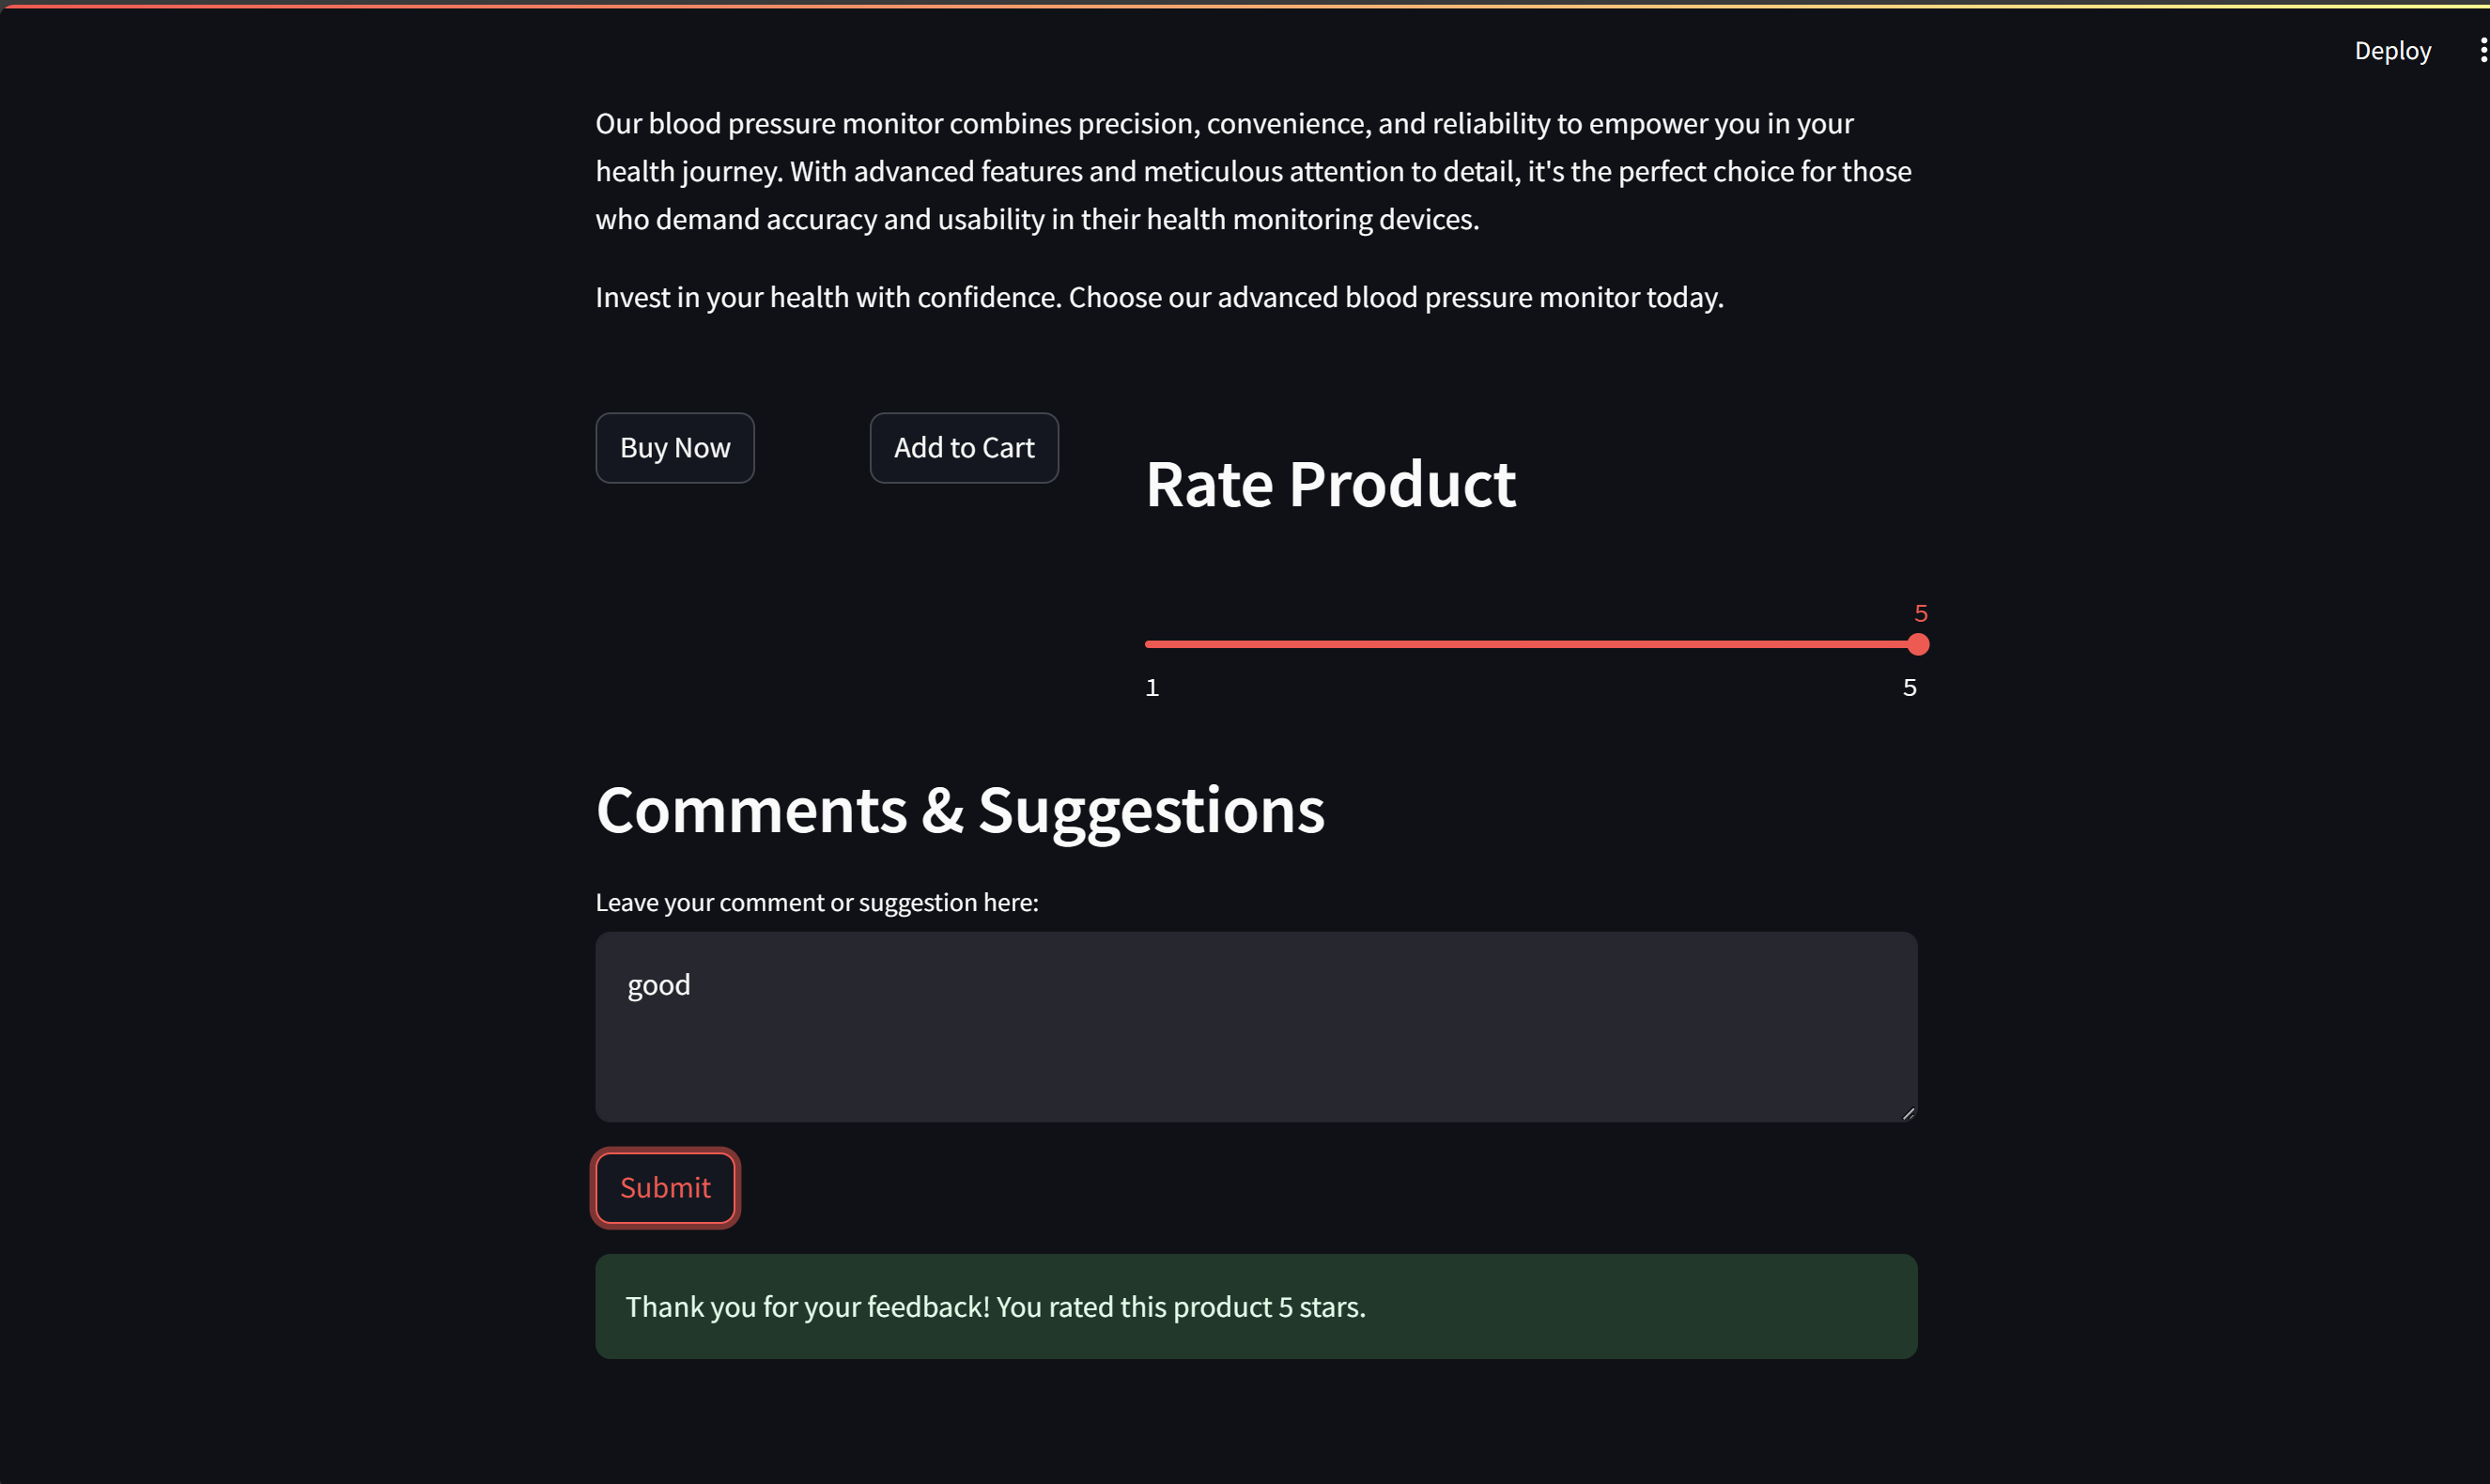 Deploy
Our blood pressure monitor combines precision, convenience, and reliability to empower you in your
health journey. With advanced features and meticulous attention to detail, it's the perfect choice for those
who demand accuracy and usability in their health monitoring devices.
Invest in your health with confidence. Choose our advanced blood pressure monitor today.
Buy Now
Add to Cart
Rate Product
5
1
5
Comments & Suggestions
Leave your comment or suggestion here:
good
Submit
Thank you for your feedback! You rated this product 5 stars.